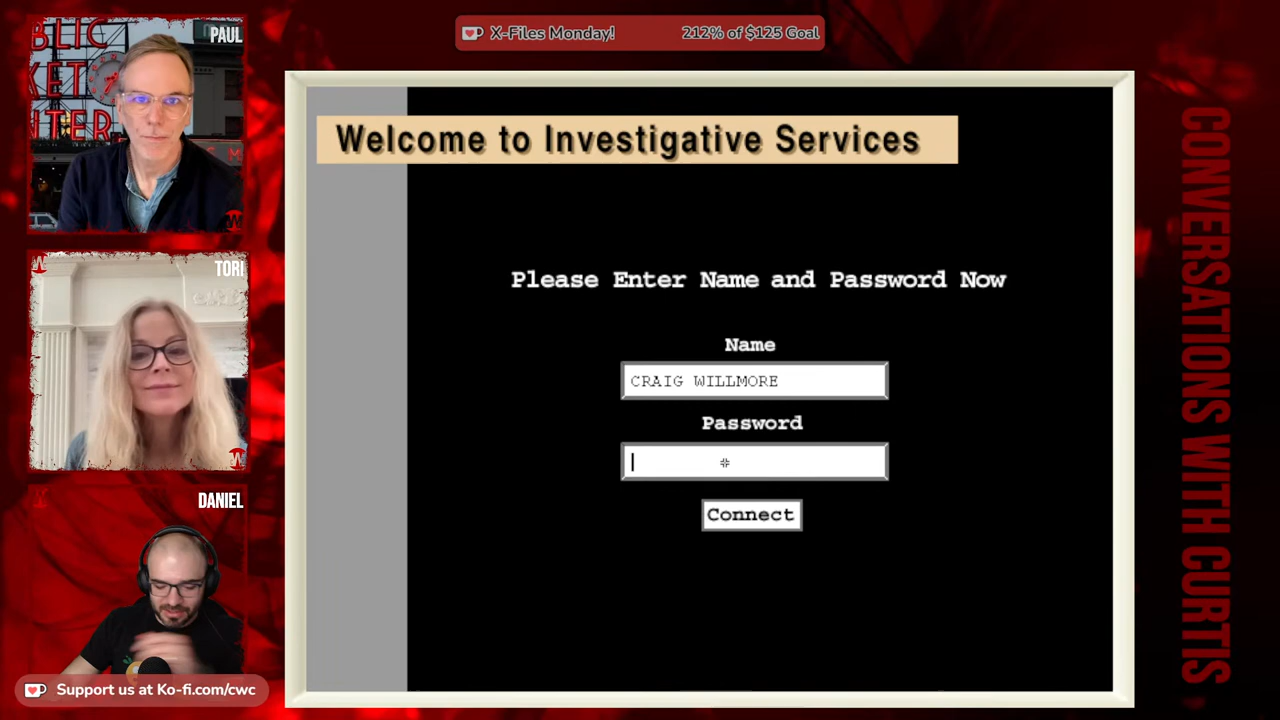 X-Files Monday! 212% of $125 Goal
PAUL
TORI
DANIEL
Support us at Ko-fi.com/cwc
Welcome to Investigative Services
Please Enter Name and Password Now
Name
CRAIG WILLMORE
Password
Connect
CONVERSATIONS WITH CURTIS